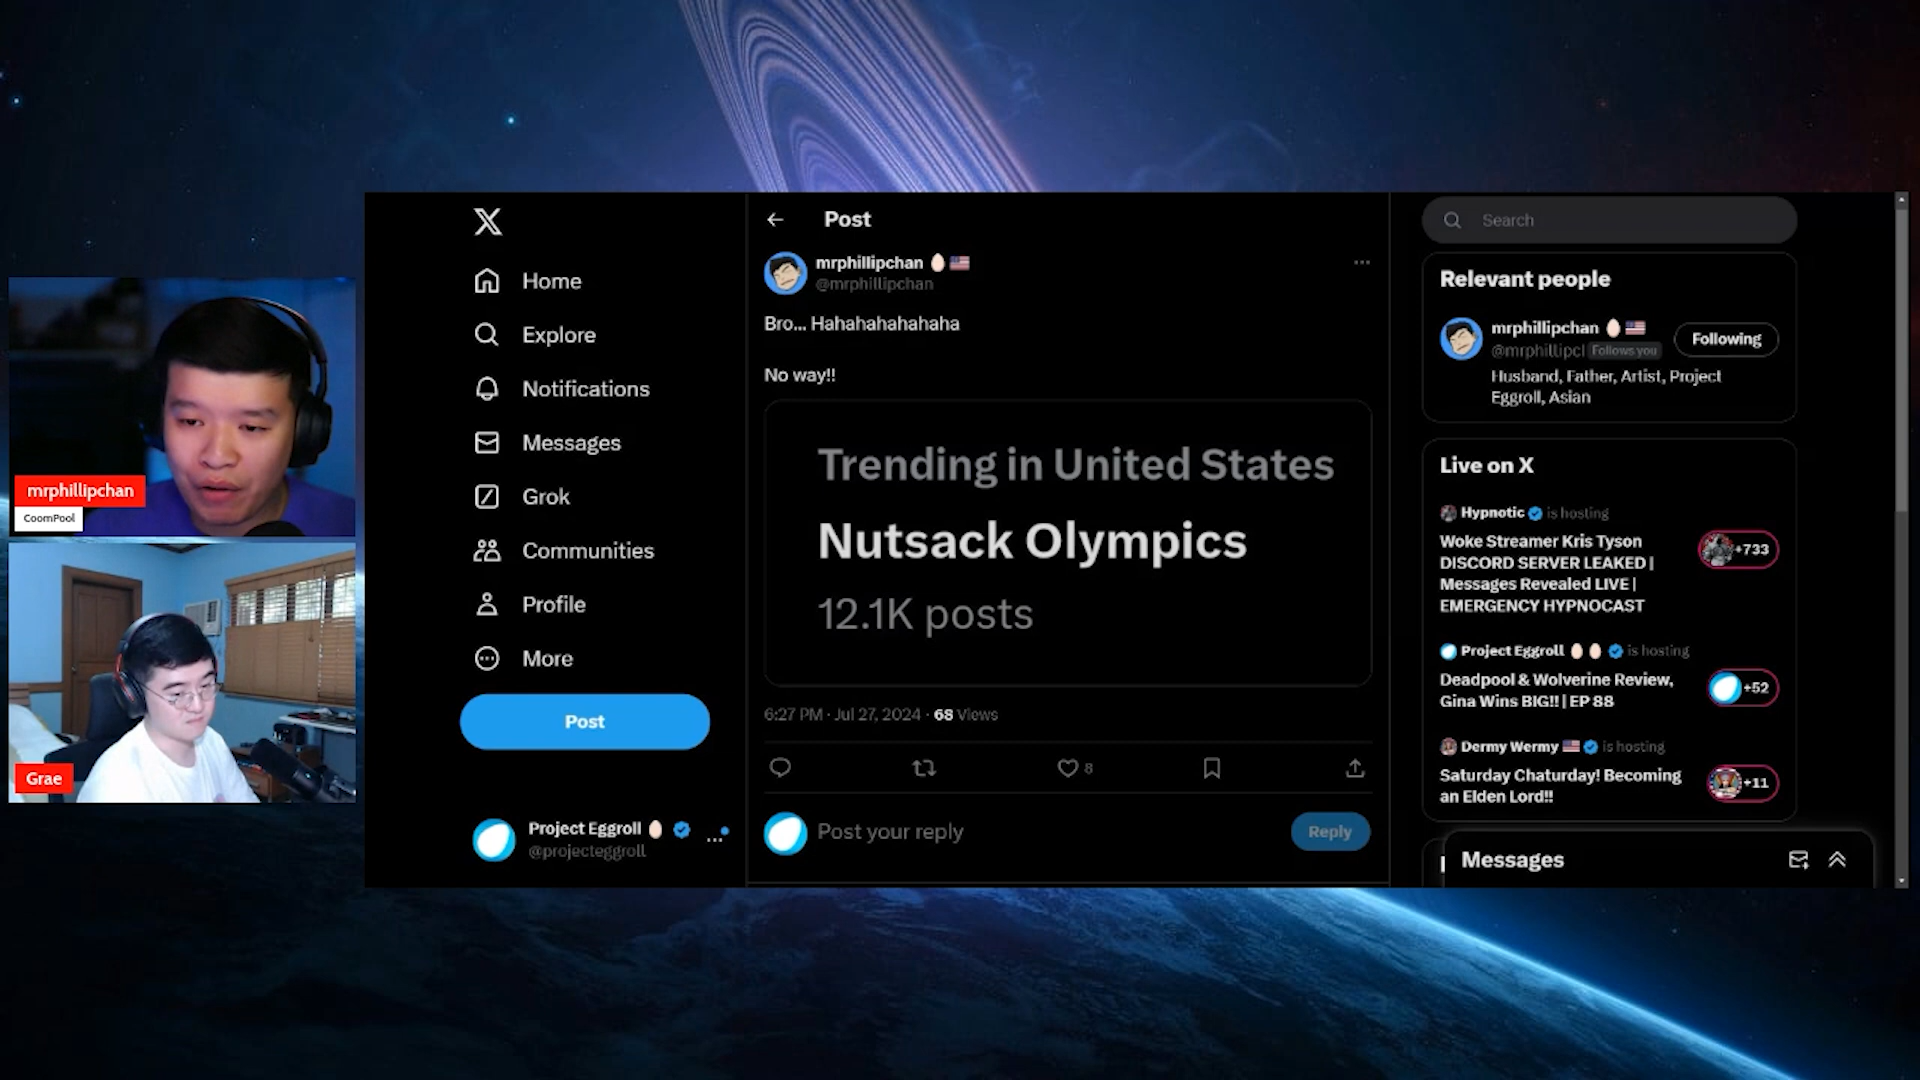 mrphillipchan
CoomPool
Grae
X
Home
Explore
Notifications
Messages
Grok
Communities
Profile
More
Post
Project Eggroll
@projecteggroll
Post
mrphillipchan
@mrphillipchan
Bro... Hahahahahahaha
No way!!
Trending in United States
Nutsack Olympics
12.1K posts
6:27 PM · Jul 27, 2024 · 68 Views
8
Post your reply
Reply
Search
Relevant people
mrphillipchan
@mrphillipcl Follows you
Following
Husband, Father, Artist, Project
Eggroll, Asian
Live on X
Hypnotic is hosting
Woke Streamer Kris Tyson
DISCORD SERVER LEAKED |
Messages Revealed LIVE |
EMERGENCY HYPNOCAST
+733
Project Eggroll is hosting
Deadpool & Wolverine Review,
Gina Wins BIG!! | EP 88
+52
Dermy Wermy is hosting
Saturday Chaturday! Becoming
an Elden Lord!!
+11
Messages